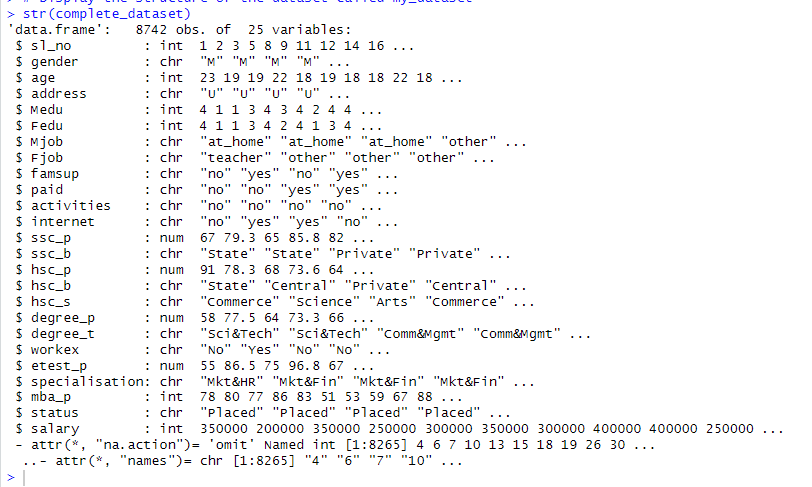 > # Display the structure of the dataset called my_dataset
> str(complete_dataset)
'data.frame':   8742 obs. of  25 variables:
 $ sl_no         : int  1 2 3 5 8 9 11 12 14 16 ...
 $ gender        : chr  "M" "M" "M" "M" ...
 $ age           : int  23 19 19 22 18 19 18 18 22 18 ...
 $ address       : chr  "U" "U" "U" "U" ...
 $ Medu          : int  4 1 1 3 4 3 4 2 4 4 ...
 $ Fedu          : int  4 1 1 3 4 2 4 1 3 4 ...
 $ Mjob          : chr  "at_home" "at_home" "at_home" "other" ...
 $ Fjob          : chr  "teacher" "other" "other" "other" ...
 $ famsup        : chr  "no" "yes" "no" "yes" ...
 $ paid          : chr  "no" "no" "yes" "yes" ...
 $ activities    : chr  "no" "no" "no" "no" ...
 $ internet      : chr  "no" "yes" "yes" "no" ...
 $ ssc_p         : num  67 79.3 65 85.8 82 ...
 $ ssc_b         : chr  "State" "State" "Private" "Private" ...
 $ hsc_p         : num  91 78.3 68 73.6 64 ...
 $ hsc_b         : chr  "State" "Central" "Private" "Central" ...
 $ hsc_s         : chr  "Commerce" "Science" "Arts" "Commerce" ...
 $ degree_p      : num  58 77.5 64 73.3 66 ...
 $ degree_t      : chr  "Sci&Tech" "Sci&Tech" "Comm&Mgmt" "Comm&Mgmt" ...
 $ workex        : chr  "No" "Yes" "No" "No" ...
 $ etest_p       : num  55 86.5 75 96.8 67 ...
 $ specialisation: chr  "Mkt&HR" "Mkt&Fin" "Mkt&Fin" "Mkt&Fin" ...
 $ mba_p         : int  78 80 77 86 83 51 53 59 67 88 ...
 $ status        : chr  "Placed" "Placed" "Placed" "Placed" ...
 $ salary        : int  350000 200000 350000 250000 300000 350000 300000 400000 400000 250000 ...
 - attr(*, "na.action")= 'omit' Named int [1:8265] 4 6 7 10 13 15 18 19 26 30 ...
  ..- attr(*, "names")= chr [1:8265] "4" "6" "7" "10" ...
>